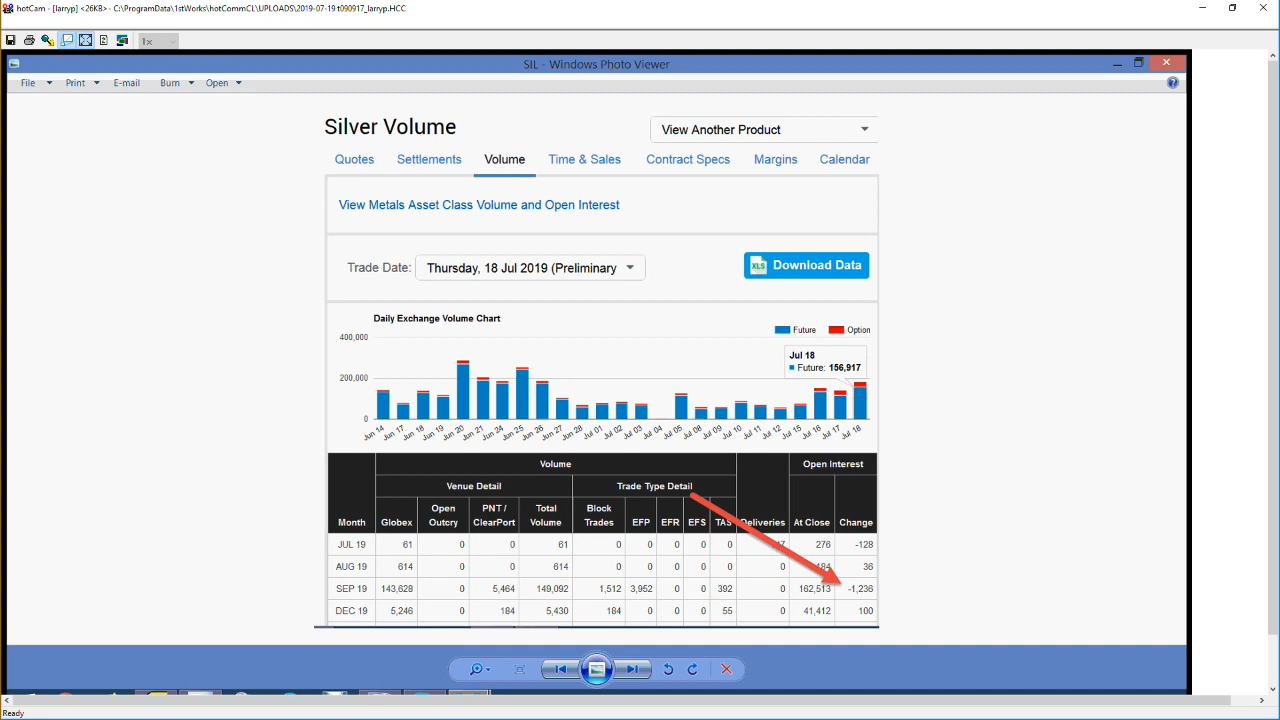 hotCam - [larryp] <26KB> - C:\ProgramData\1stWorks\hotCommCL\UPLOADS\2019-07-19 t090917_larryp.HCC
1x
SIL - Windows Photo Viewer
File Print E-mail Burn Open
Silver Volume
View Another Product
Quotes Settlements Volume Time & Sales Contract Specs Margins Calendar
View Metals Asset Class Volume and Open Interest
Trade Date: Thursday, 18 Jul 2019 (Preliminary
XLS Download Data
Daily Exchange Volume Chart
Future Option
400,000
Jul 18
Future: 156,917
200,000
0
Jun 14 Jun 17 Jun 18 Jun 19 Jun 20 Jun 21 Jun 24 Jun 25 Jun 26 Jun 27 Jun 28 Jul 01 Jul 02 Jul 03 Jul 04 Jul 05 Jul 08 Jul 09 Jul 10 Jul 11 Jul 12 Jul 15 Jul 16 Jul 17 Jul 18
Volume Open Interest
Venue Detail Trade Type Detail
Month Globex Open Outcry PNT / ClearPort Total Volume Block Trades EFP EFR EFS TAS Deliveries At Close Change
JUL 19 61 0 0 61 0 0 0 0 0 276 -128
AUG 19 614 0 0 614 0 0 0 0 0 0 184 36
SEP 19 143,628 0 5,464 149,092 1,512 3,952 0 0 392 0 162,513 -1,236
DEC 19 5,246 0 184 5,430 184 0 0 0 55 0 41,412 100
Ready